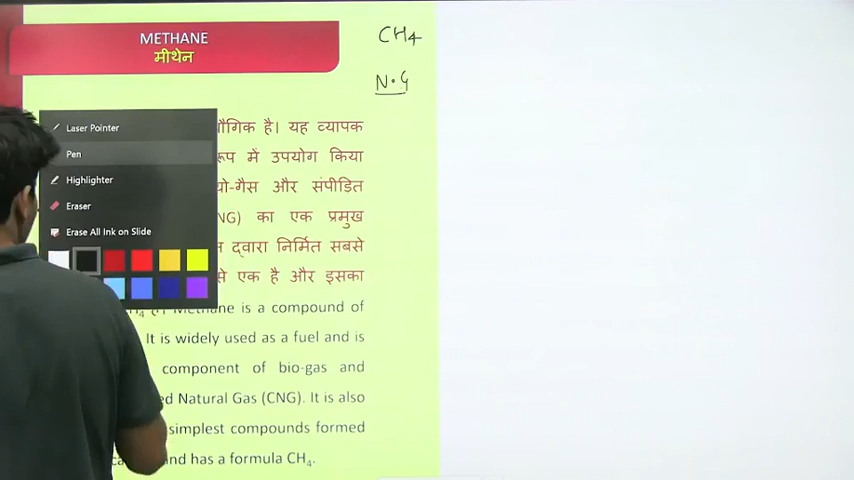 METHANE
मीथेन
CH4
N.G
Laser Pointer
Pen
Highlighter
Eraser
Erase All Ink on Slide
है। यह व्यापक
में उपयोग किया
और संपीडित
का एक प्रमुख
द्वारा निर्मित सबसे
से एक है और इसका
Methane is a compound of
It is widely used as a fuel and is
component of bio-gas and
Natural Gas (CNG). It is also
simplest compounds formed
and has a formula CH₄.